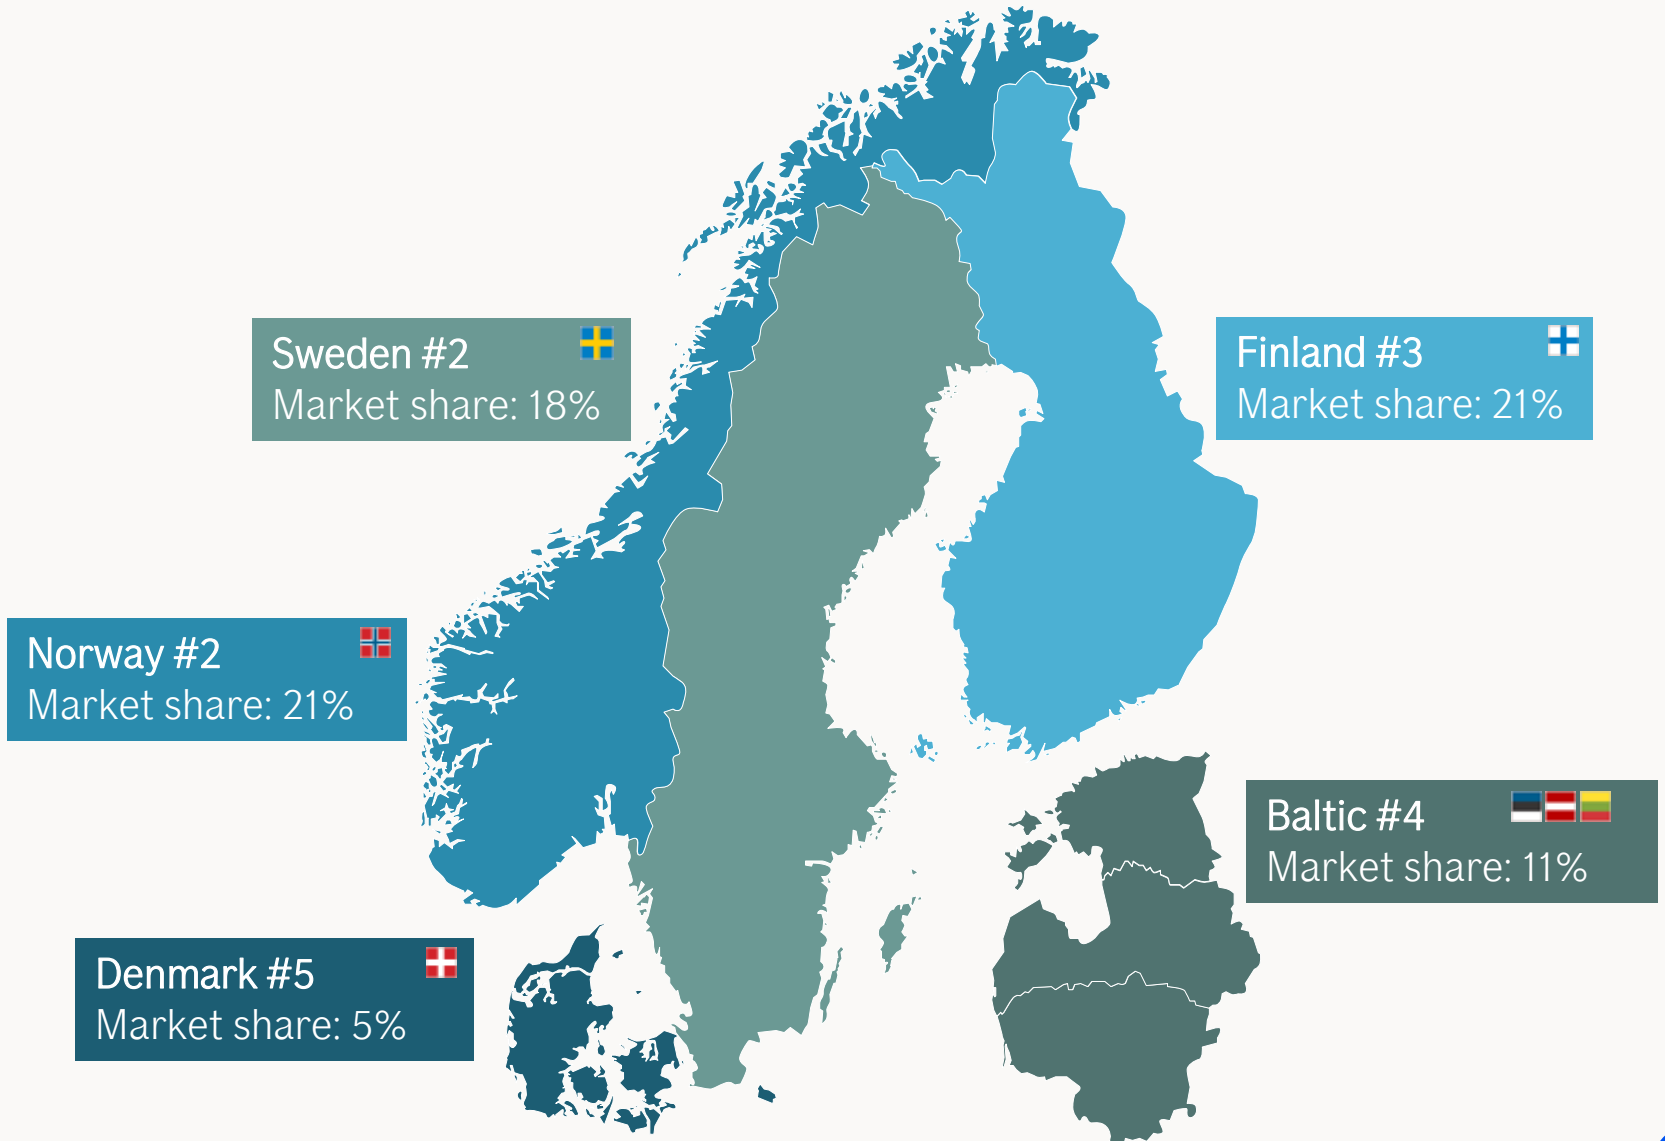 Sweden #2
Market share: 18%
Finland #3
Market share: 21%
Norway #2
Market share: 21%
Baltic #4
Market share: 11%
Denmark #5
Market share: 5%